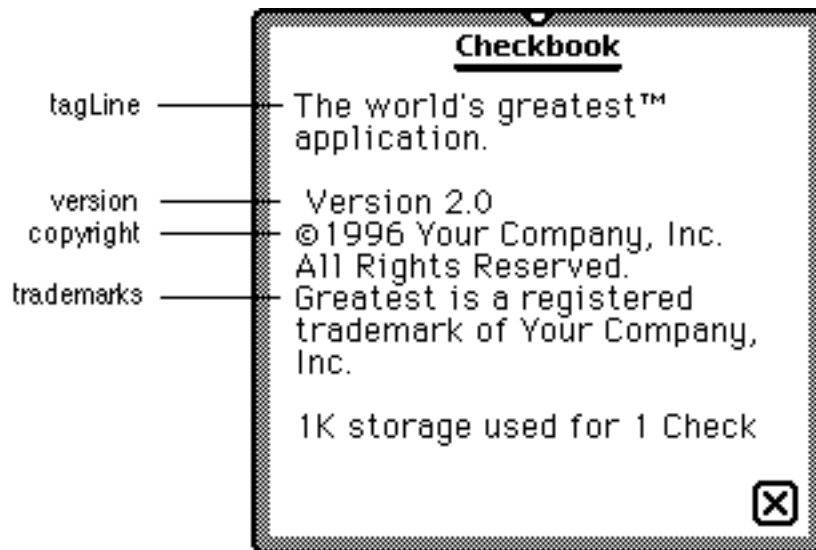 Checkbook
tagLine
The world's greatest™
application.
version
Version 2.0
copyright
©1996 Your Company, Inc.
All Rights Reserved.
trademarks
Greatest is a registered
trademark of Your Company,
Inc.
1K storage used for 1 Check